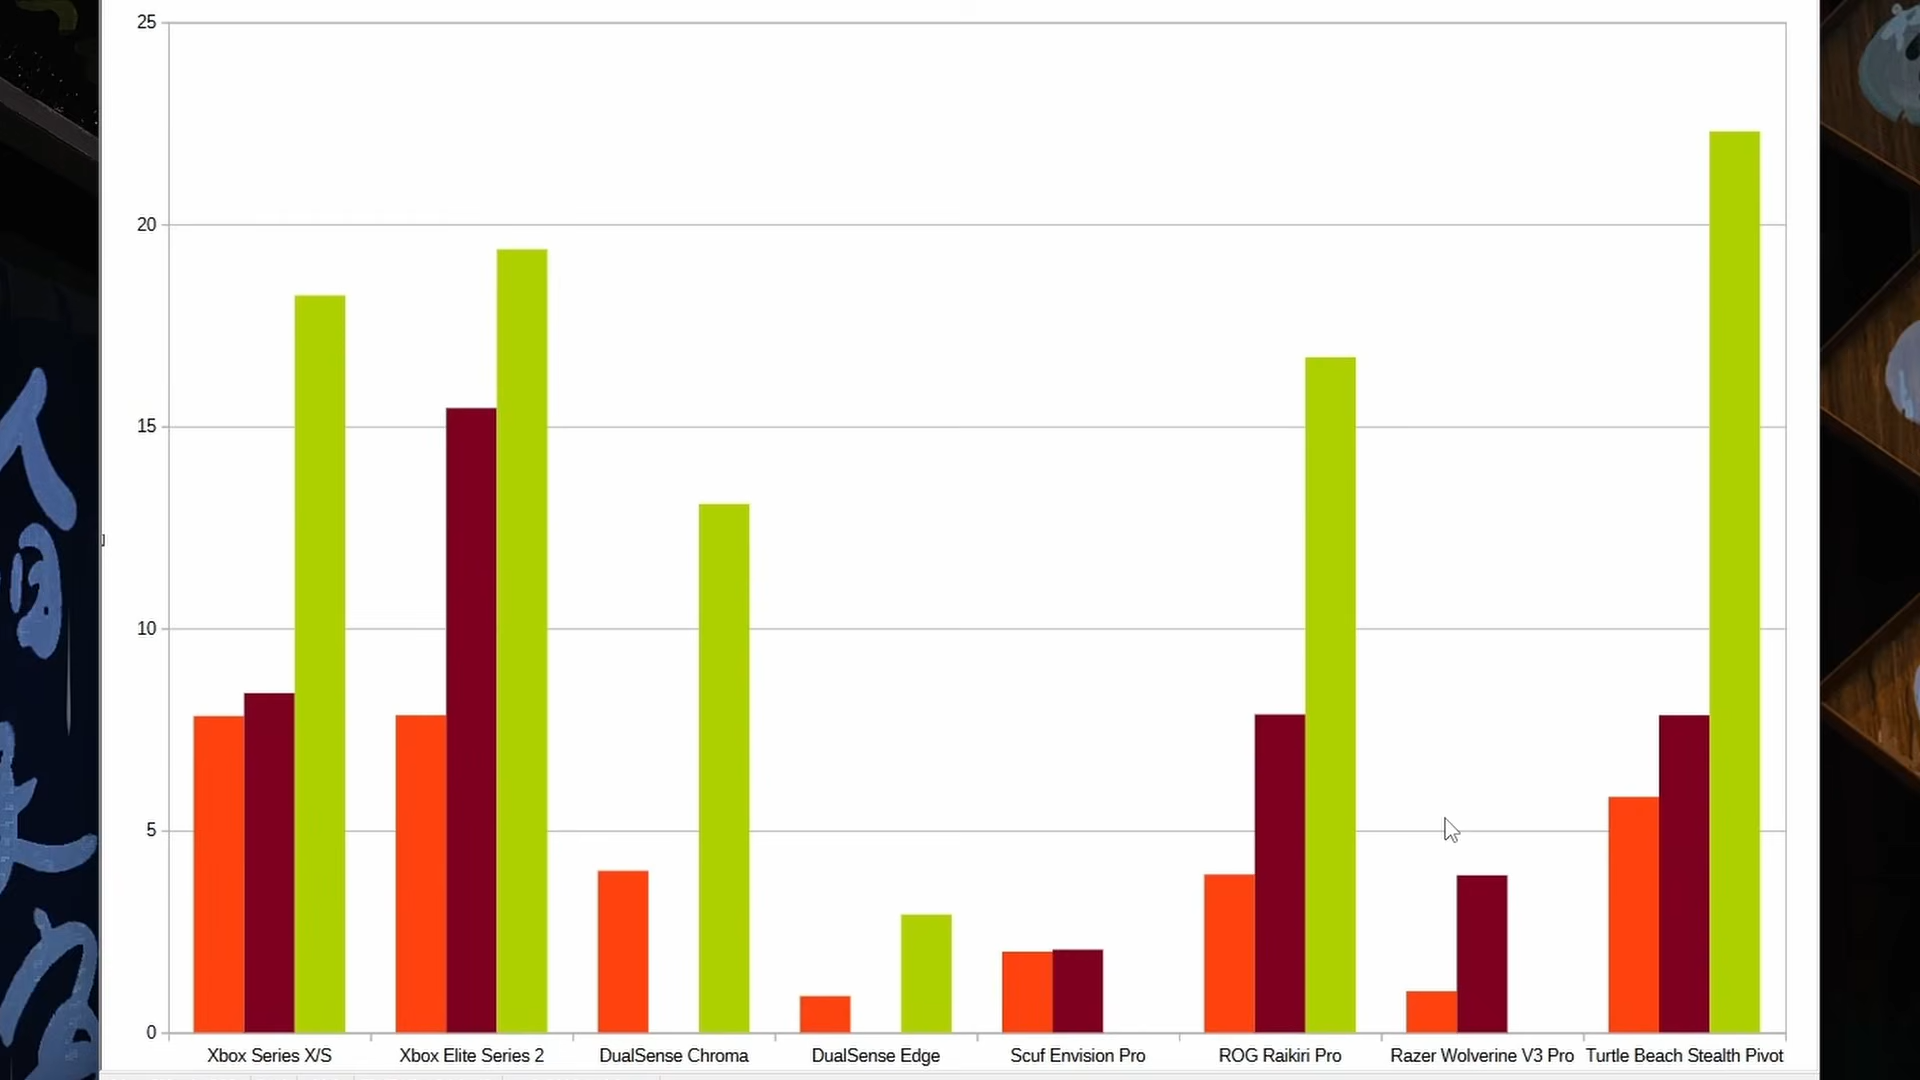 25
20
15
10
5
0
Xbox Series X/S
Xbox Elite Series 2
DualSense Chroma
DualSense Edge
Scuf Envision Pro
ROG Raikiri Pro
Razer Wolverine V3 Pro
Turtle Beach Stealth Pivot